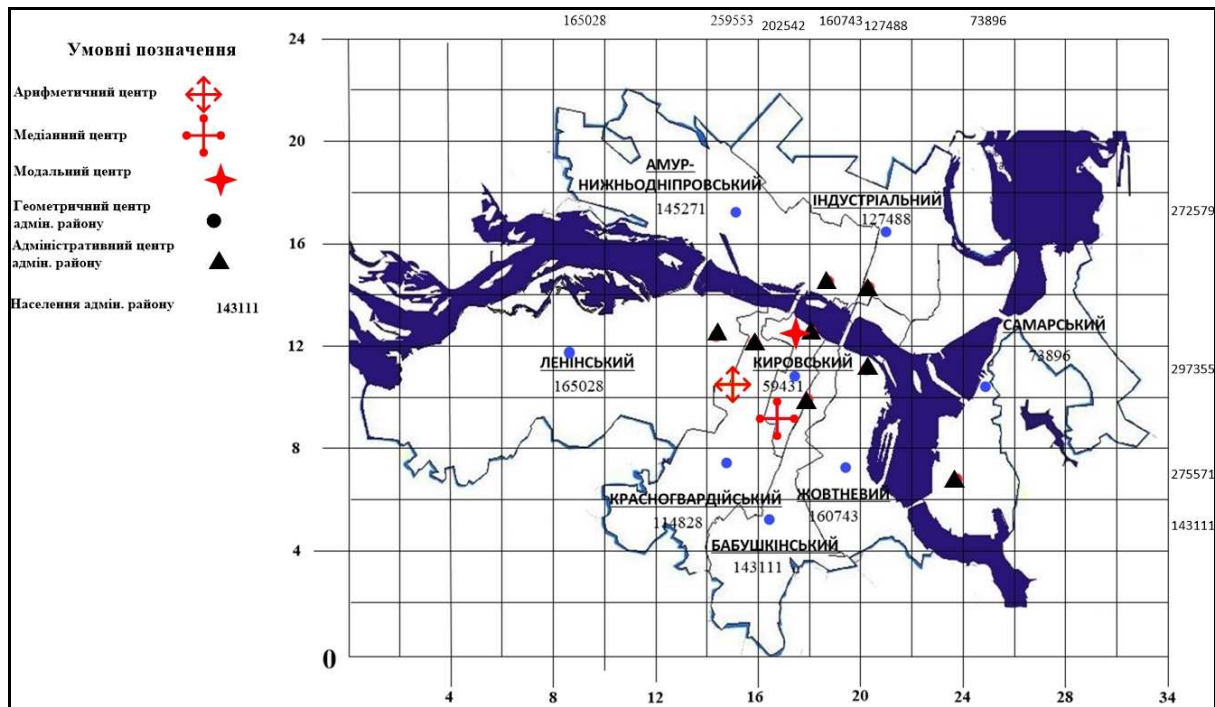 165028 259553 202542 160743 127488 73896
Умовні позначення
Арифметичний центр
Медіанний центр
Модальний центр
Геометричний центр
адмін. району
Адміністративний центр
адмін. району
Населення адмін. району 143111
24
20
16
12
8
4
0
АМУР-
НИЖНЬОДНІПРОВСЬКИЙ
145271
ІНДУСТРІАЛЬНИЙ
127488
САМАРСЬКИЙ
73896
ЛЕНІНСЬКИЙ
165028
КИРОВСЬКИЙ
59431
КРАСНОГВАРДІЙСЬКИЙ
114828
ЖОВТНЕВИЙ
160743
БАБУШКІНСЬКИЙ
143111
272579
297355
275571
143111
4 8 12 16 20 24 28 34